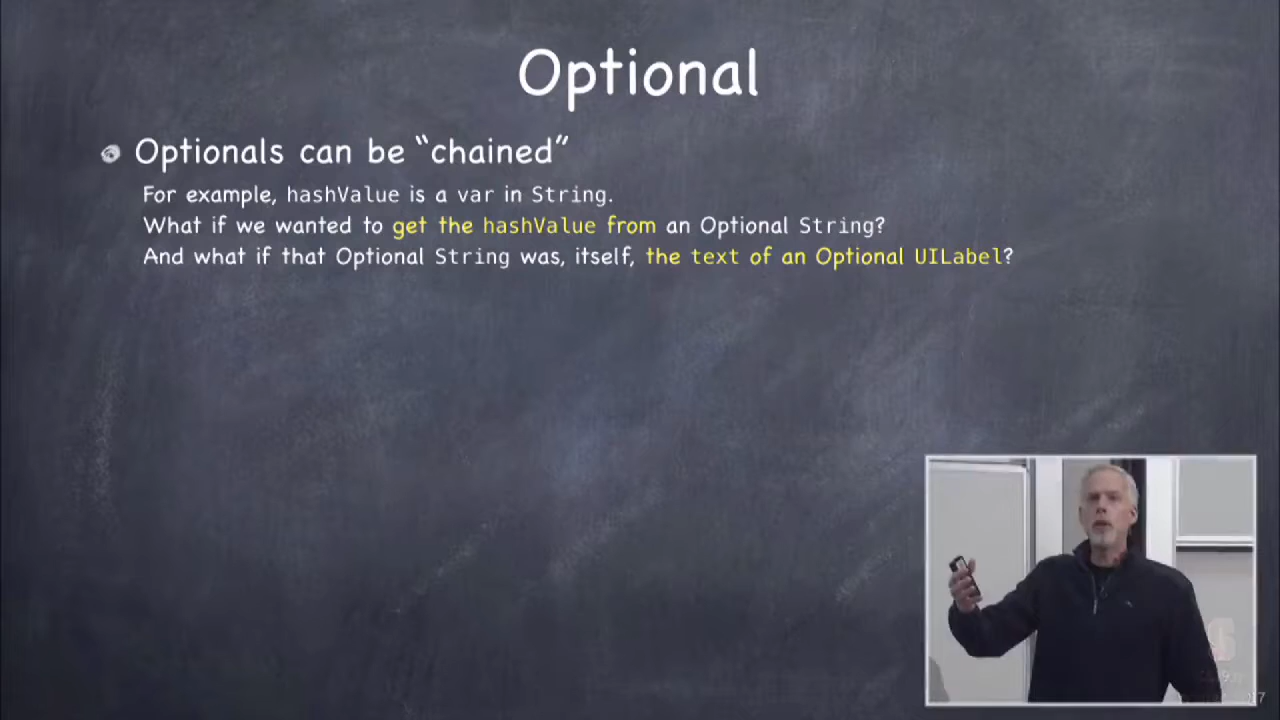 Optional
Optionals can be “chained”
For example, hashValue is a var in String.
What if we wanted to get the hashValue from an Optional String?
And what if that Optional String was, itself, the text of an Optional UILabel?